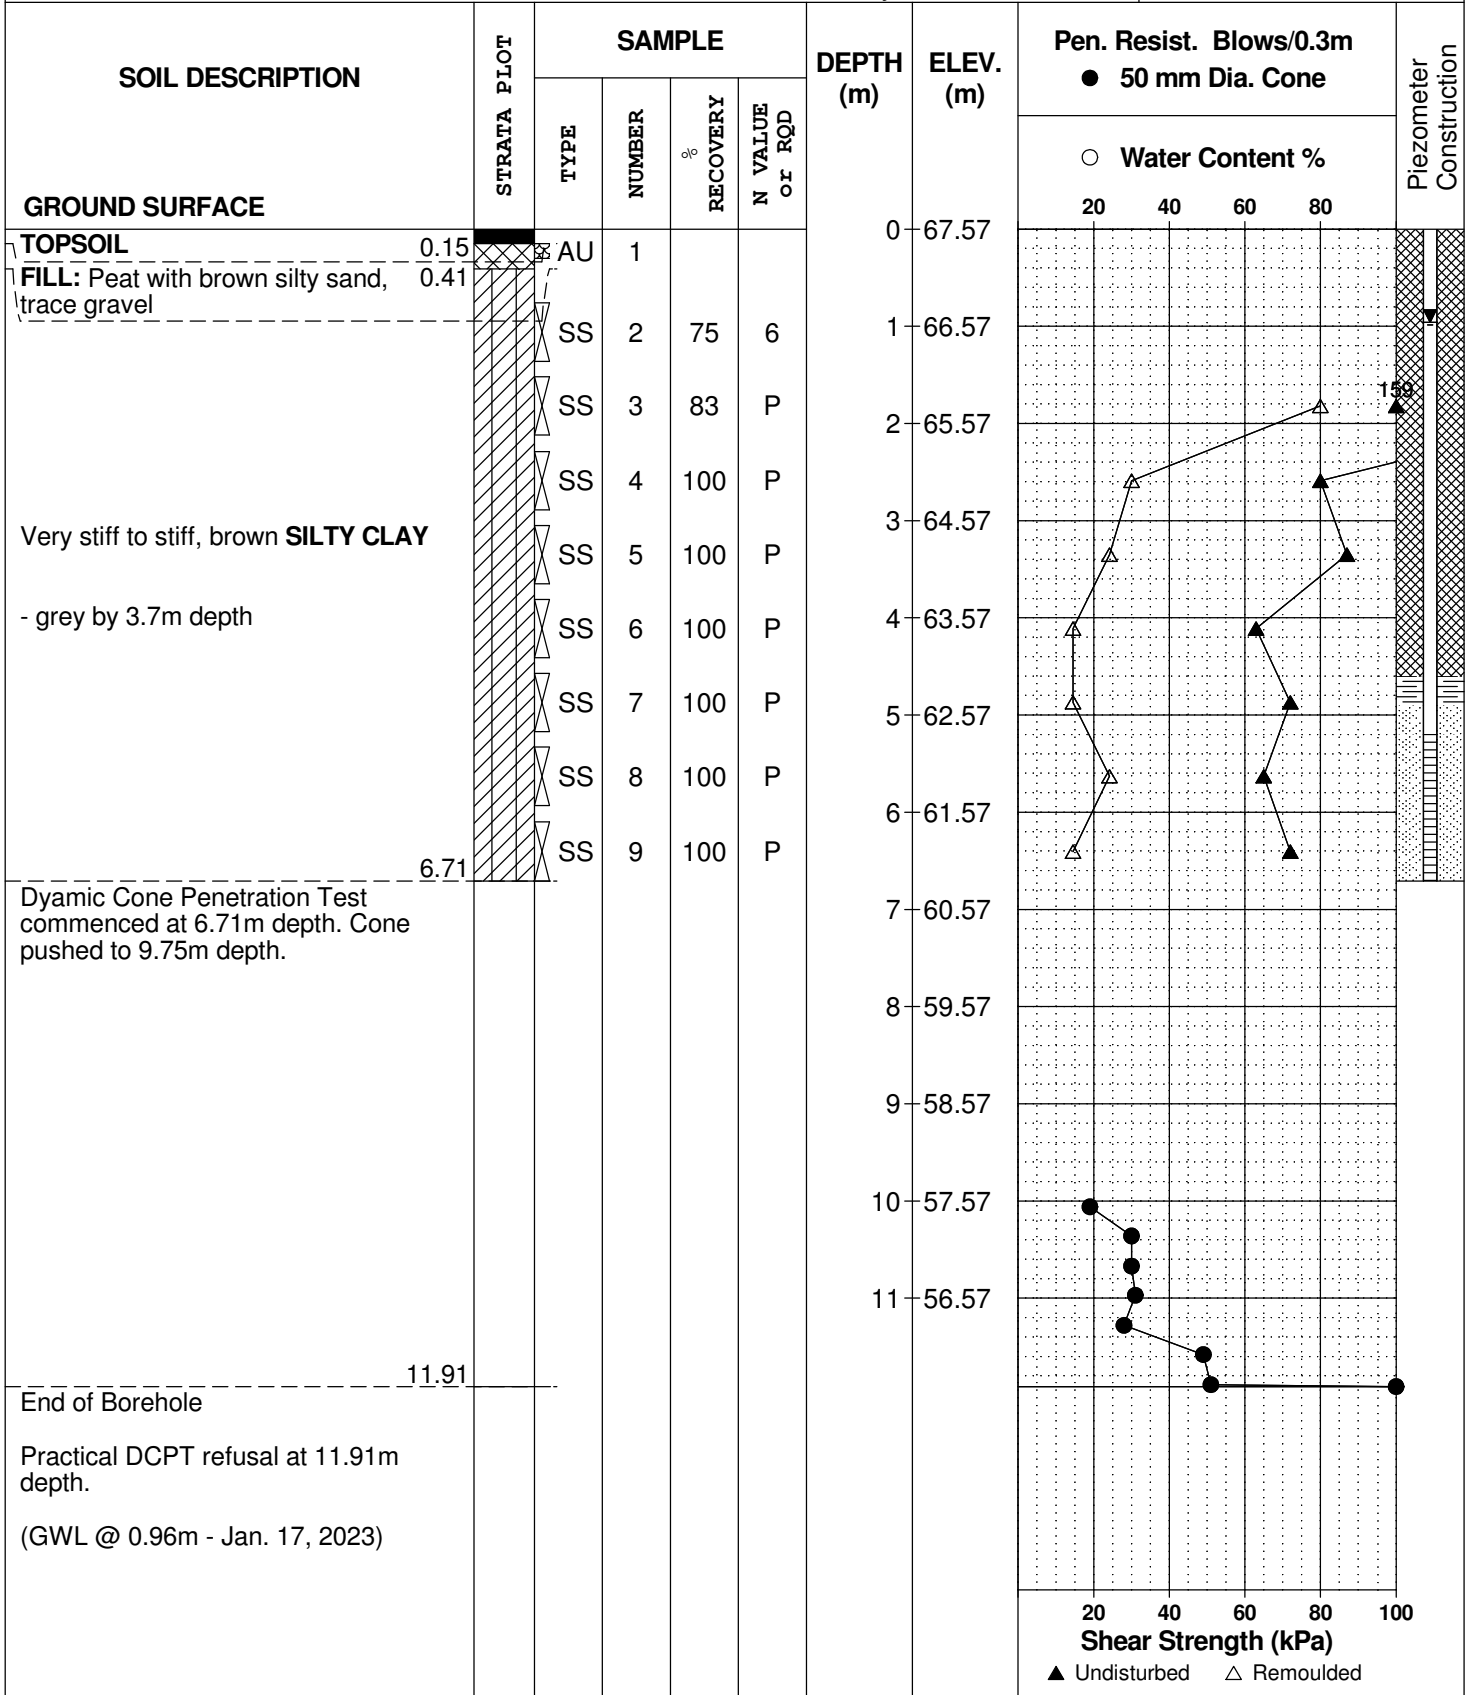 SOIL DESCRIPTION
GROUND SURFACE
STRATA PLOT
SAMPLE
TYPE
NUMBER
%
RECOVERY
N VALUE
or RQD
DEPTH
(m)
ELEV.
(m)
Pen. Resist. Blows/0.3m
● 50 mm Dia. Cone
○ Water Content %
20 40 60 80
Piezometer
Construction
TOPSOIL 0.15
FILL: Peat with brown silty sand, 0.41
trace gravel
Very stiff to stiff, brown SILTY CLAY
- grey by 3.7m depth
6.71
Dyamic Cone Penetration Test
commenced at 6.71m depth. Cone
pushed to 9.75m depth.
11.91
End of Borehole
Practical DCPT refusal at 11.91m
depth.
(GWL @ 0.96m - Jan. 17, 2023)
AU 1
SS 2 75 6
SS 3 83 P
SS 4 100 P
SS 5 100 P
SS 6 100 P
SS 7 100 P
SS 8 100 P
SS 9 100 P
0 67.57
1 66.57
2 65.57
3 64.57
4 63.57
5 62.57
6 61.57
7 60.57
8 59.57
9 58.57
10 57.57
11 56.57
159
20 40 60 80 100
Shear Strength (kPa)
▲ Undisturbed △ Remoulded